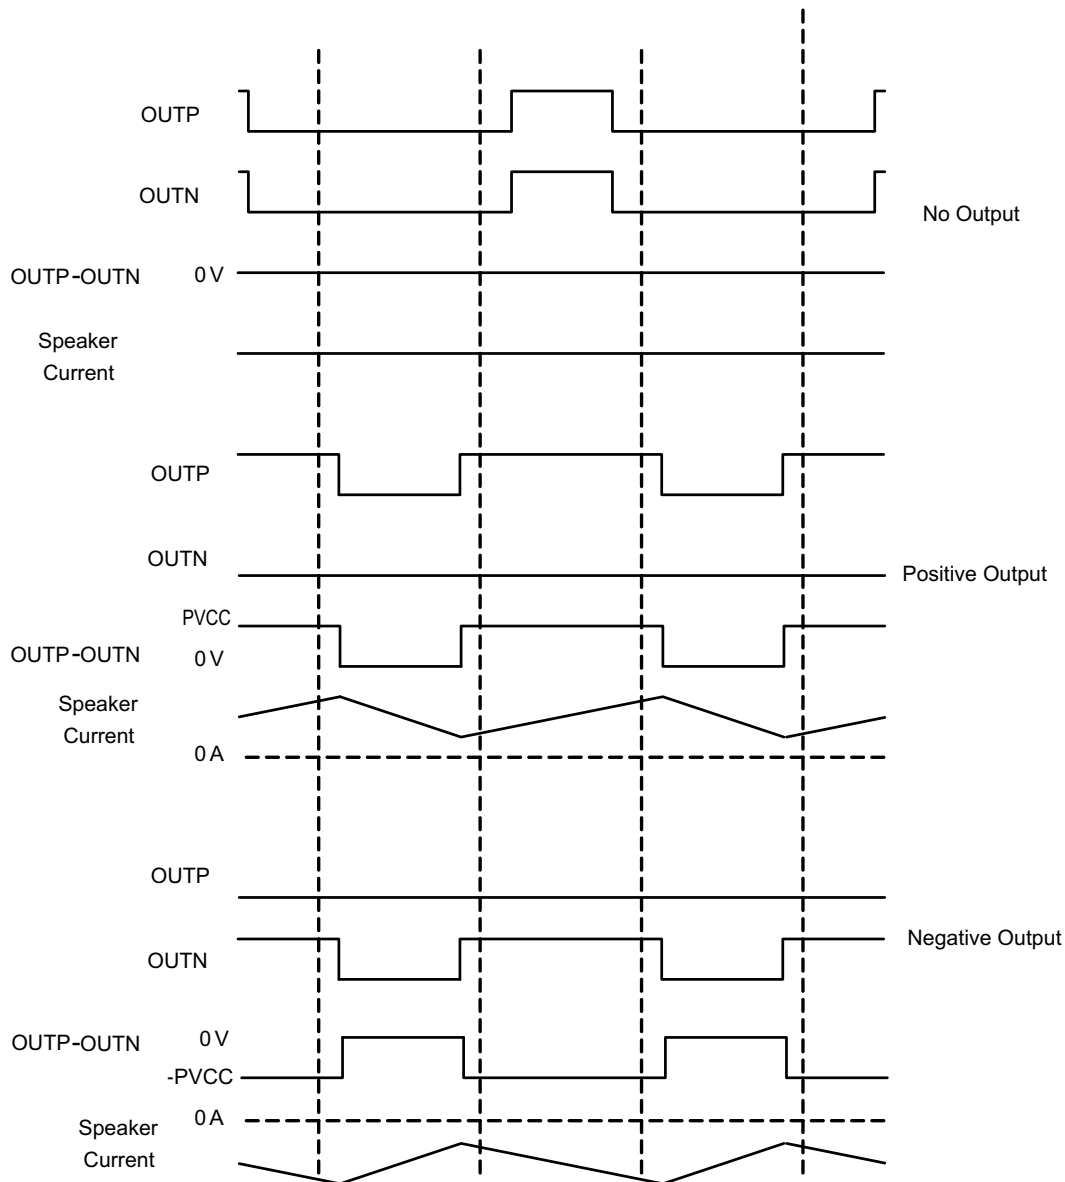 OUTP
OUTN
No Output
OUTP-OUTN 0 V
Speaker
Current
OUTP
OUTN
Positive Output
PVCC
OUTP-OUTN 0 V
Speaker
Current
0 A
OUTP
Negative Output
OUTN
OUTP-OUTN 0 V
-PVCC
0 A
Speaker
Current